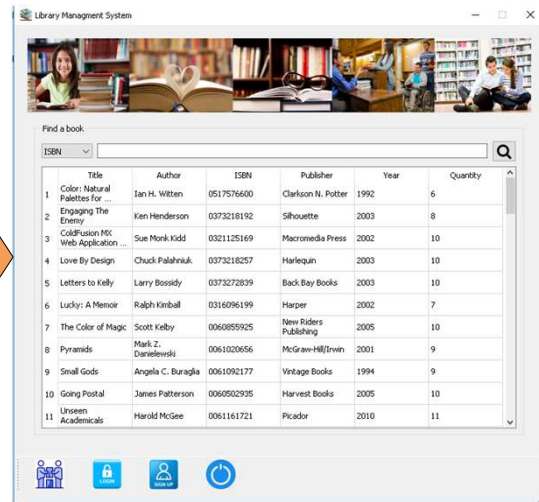 Library Managment System
Find a book
ISBN
Title Author ISBN Publisher Year Quantity
1 Color: Natural Palettes for ... Ian H. Witten 0517576600 Clarkson N. Potter 1992 6
2 Engaging The Enemy Ken Henderson 0373218192 Silhouette 2003 8
3 ColdFusion MX Web Application ... Sue Monk Kidd 0321125169 Macromedia Press 2002 10
4 Love By Design Chuck Palahniuk 0373218257 Harlequin 2003 10
5 Letters to Kelly Larry Bossidy 0373272839 Back Bay Books 2003 10
6 Lucky: A Memoir Ralph Kimball 0316096199 Harper 2002 7
7 The Color of Magic Scott Kelby 0060855925 New Riders Publishing 2005 10
8 Pyramids Mark Z. Danielewski 0061020656 McGraw-Hill/Irwin 2001 9
9 Small Gods Angela C. Buraglia 0061092177 Vintage Books 1994 9
10 Going Postal James Patterson 0060502935 Harvest Books 2005 10
11 Unseen Academicals Harold McGee 0061161721 Picador 2010 11
LOGIN
SIGN UP